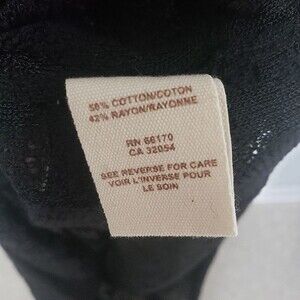 58% COTTON/COTON
42% RAYON/RAYONNE
RN 66170
CA 32054
SEE REVERSE FOR CARE
VOIR L'INVERSE POUR
LE SOIN